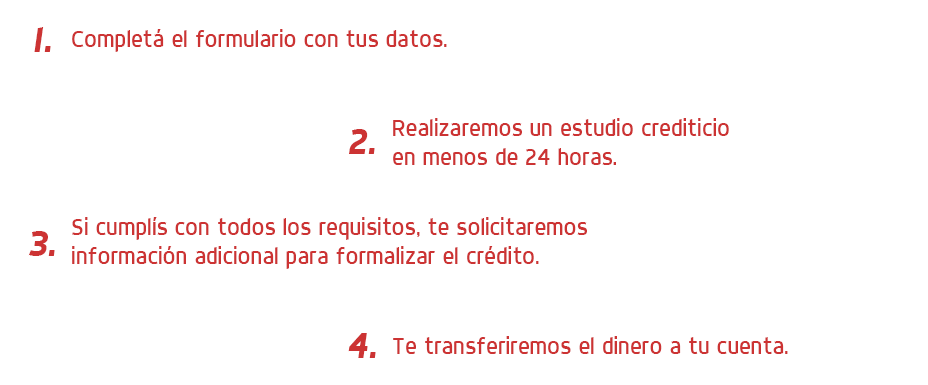 1. Completá el formulario con tus datos.
2. Realizaremos un estudio crediticio
en menos de 24 horas.
3. Si cumplís con todos los requisitos, te solicitaremos
información adicional para formalizar el crédito.
4. Te transferiremos el dinero a tu cuenta.